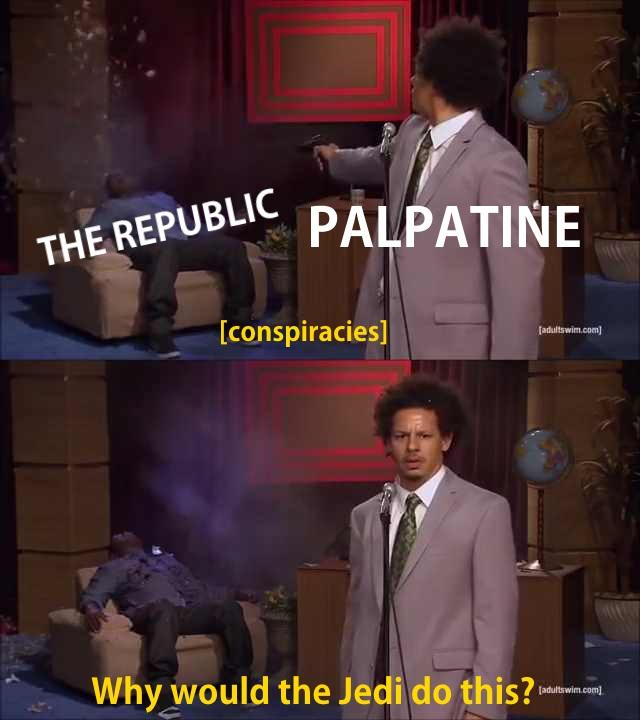 THE REPUBLIC
PALPATINE
[conspiracies]
[adultswim.com]
Why would the Jedi do this?
[adultswim.com]